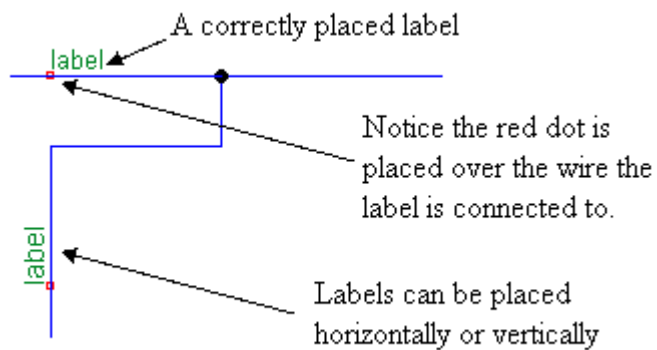 A correctly placed label
label
Notice the red dot is
placed over the wire the
label is connected to.
label
Labels can be placed
horizontally or vertically